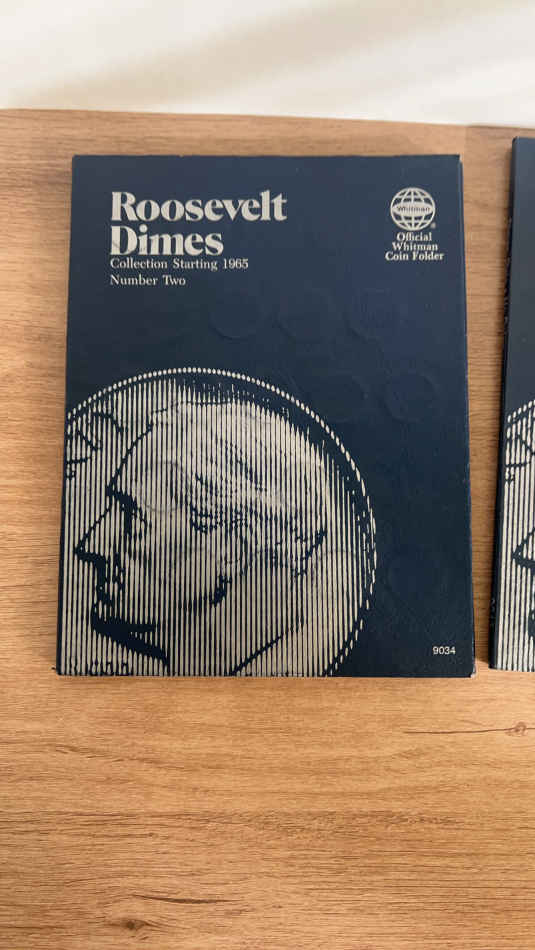 Roosevelt
Dimes
Collection Starting 1965
Number Two
Whitman
®
Official
Whitman
Coin Folder
9034